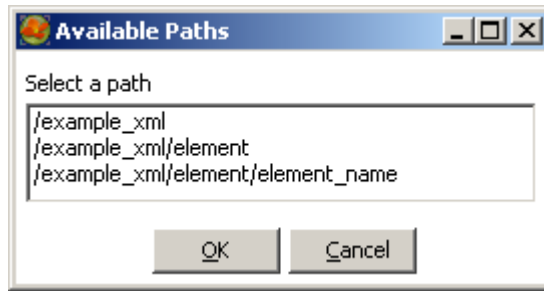 Available Paths
Select a path
/example_xml
/example_xml/element
/example_xml/element/element_name
OK
Cancel